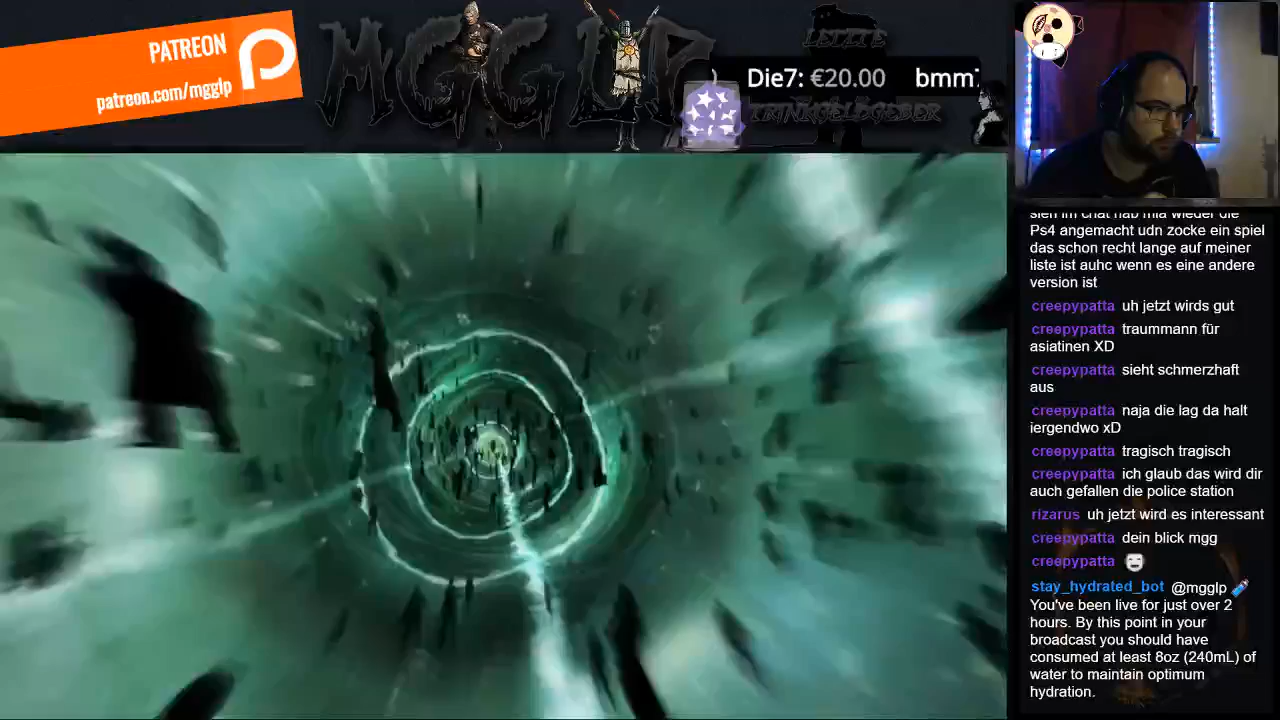 PATREON
patreon.com/mgglp
MGGLP
LETZTE
Die7: €20.00 bmm7
TRINKGELDGEBER
sien im chat hab mia wieder die
Ps4 angemacht udn zocke ein spiel
das schon recht lange auf meiner
liste ist auhc wenn es eine andere
version ist
creepypatta uh jetzt wirds gut
creepypatta traummann für
asiatinen XD
creepypatta sieht schmerzhaft
aus
creepypatta naja die lag da halt
iergendwo xD
creepypatta tragisch tragisch
creepypatta ich glaub das wird dir
auch gefallen die police station
rizarus uh jetzt wird es interessant
creepypatta dein blick mgg
creepypatta
stay_hydrated_bot @mgglp
You've been live for just over 2
hours. By this point in your
broadcast you should have
consumed at least 8oz (240mL) of
water to maintain optimum
hydration.